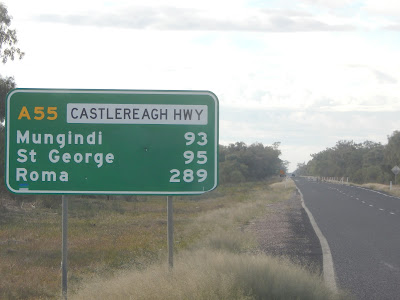 A55 CASTLEREAGH HWY
Mungindi 93
St George 95
Roma 289